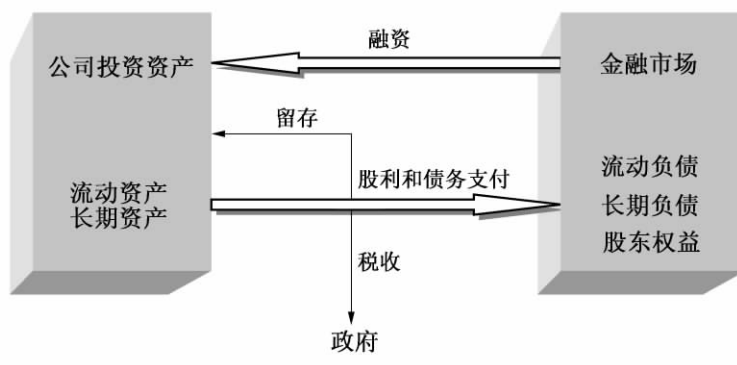 融资
公司投资资产
金融市场
留存
流动资产
长期资产
股利和债务支付
流动负债
长期负债
股东权益
税收
政府